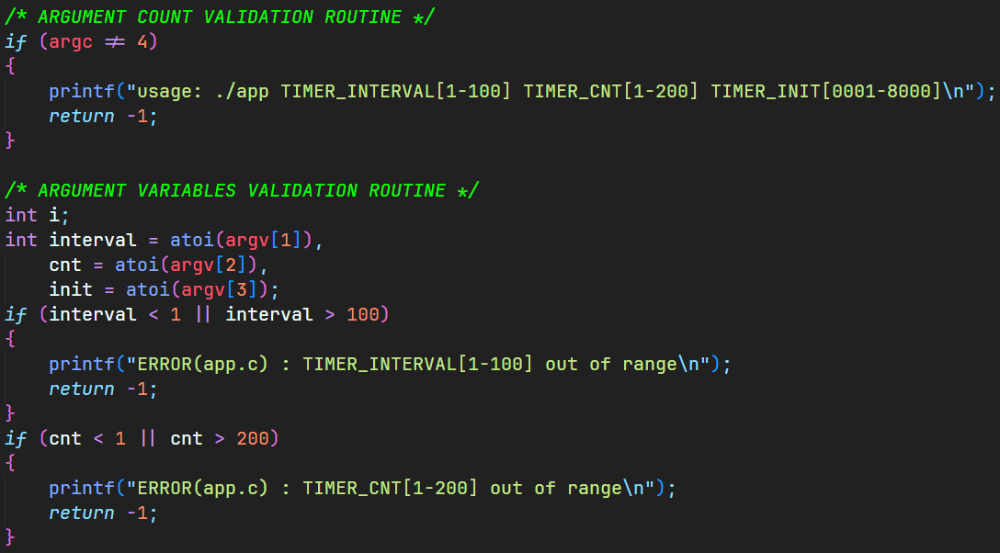 /* ARGUMENT COUNT VALIDATION ROUTINE */
if (argc != 4)
{
    printf("usage: ./app TIMER_INTERVAL[1-100] TIMER_CNT[1-200] TIMER_INIT[0001-8000]\n");
    return -1;
}

/* ARGUMENT VARIABLES VALIDATION ROUTINE */
int i;
int interval = atoi(argv[1]),
    cnt = atoi(argv[2]),
    init = atoi(argv[3]);
if (interval < 1 || interval > 100)
{
    printf("ERROR(app.c) : TIMER_INTERVAL[1-100] out of range\n");
    return -1;
}
if (cnt < 1 || cnt > 200)
{
    printf("ERROR(app.c) : TIMER_CNT[1-200] out of range\n");
    return -1;
}